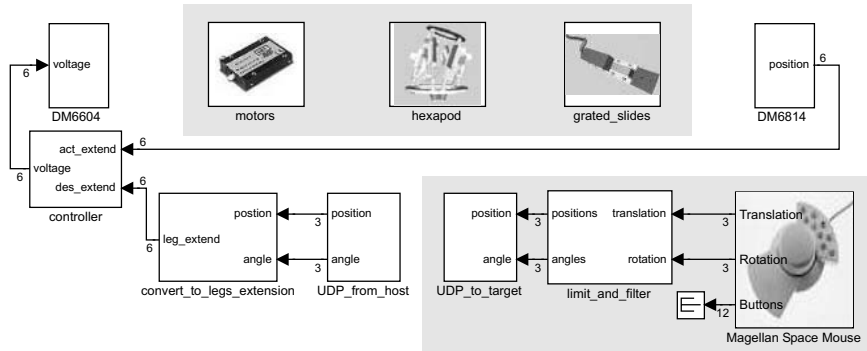 voltage
6
DM6604
motors
hexapod
grated_slides
position
6
DM6814
act_extend
6
voltage
6
des_extend
6
controller
leg_extend
6
postion
3
position
angle
3
angle
convert_to_legs_extension
UDP_from_host
position
3
positions
translation
3
Translation
angle
3
angles
rotation
3
Rotation
UDP_to_target
limit_and_filter
12
Buttons
Magellan Space Mouse